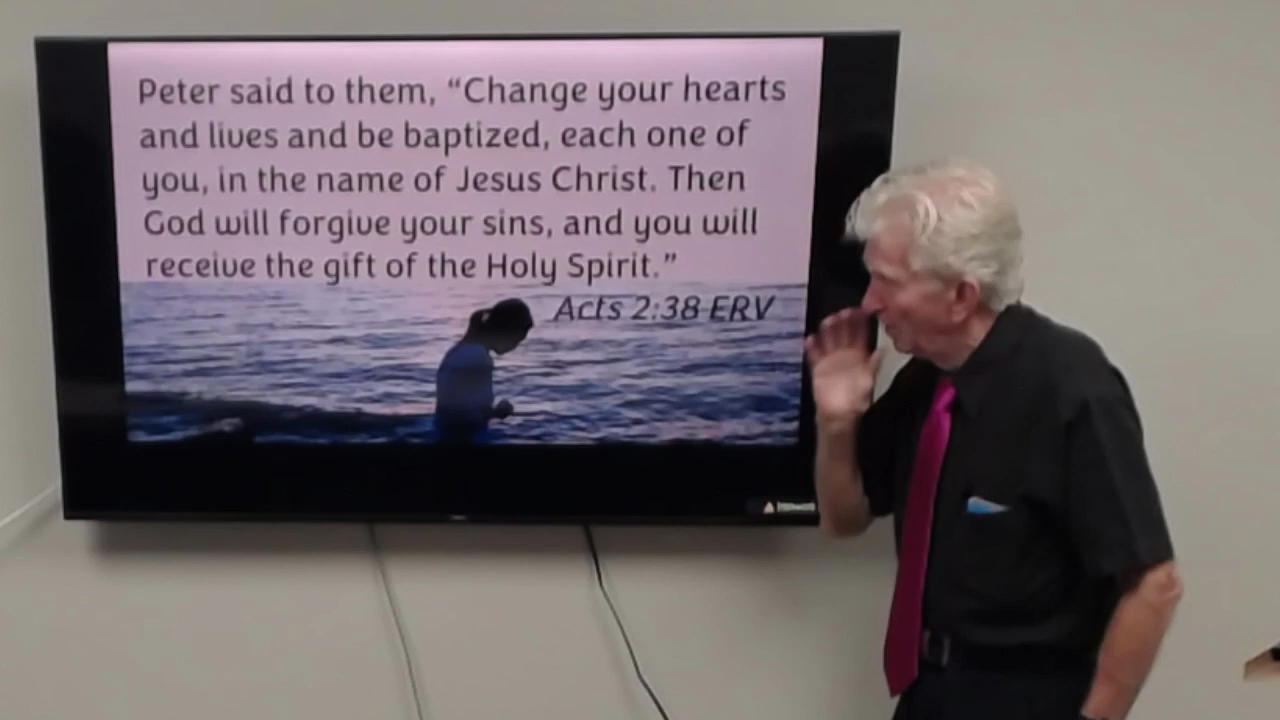 Peter said to them, “Change your hearts
and lives and be baptized, each one of
you, in the name of Jesus Christ. Then
God will forgive your sins, and you will
receive the gift of the Holy Spirit.”
Acts 2:38 ERV